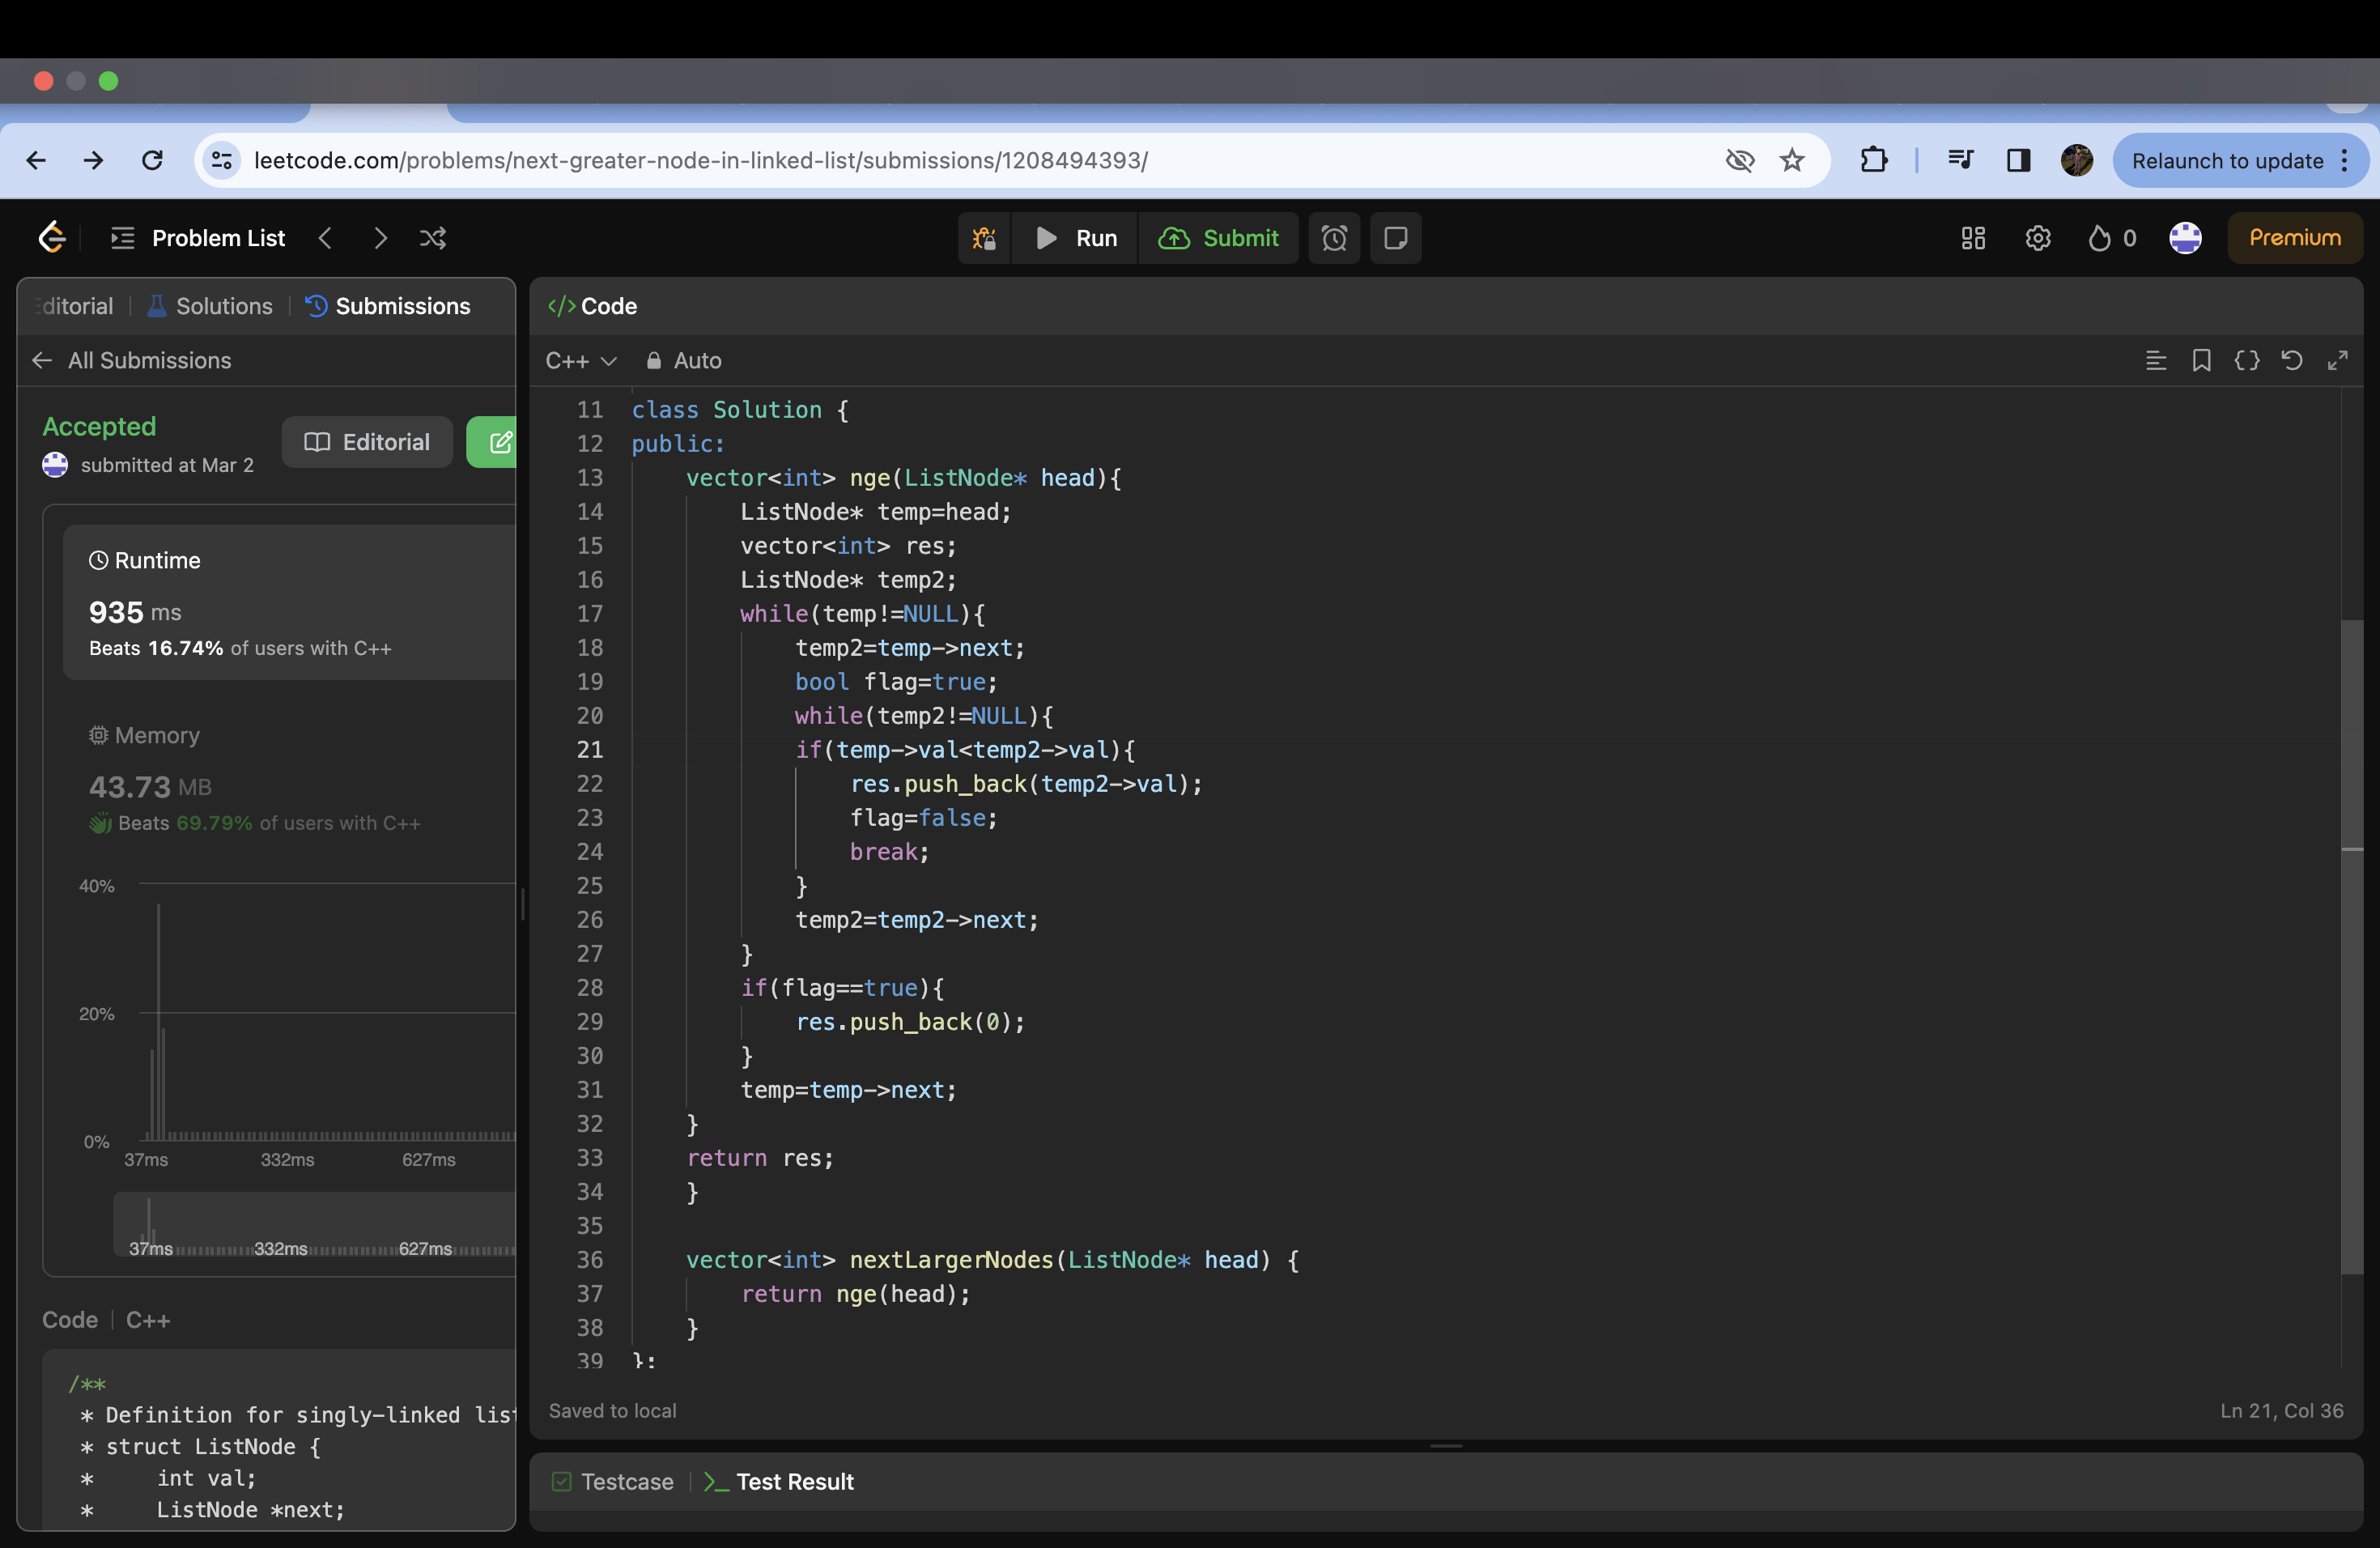 leetcode.com/problems/next-greater-node-in-linked-list/submissions/1208494393/
Relaunch to update
Problem List
Run
Submit
0
Premium
ditorial
Solutions
Submissions
All Submissions
Accepted
submitted at Mar 2
Editorial
Runtime
935 ms
Beats 16.74% of users with C++
Memory
43.73 MB
Beats 69.79% of users with C++
40%
20%
0%
37ms 332ms 627ms
37ms 332ms 627ms
Code C++
/**
* Definition for singly-linked list
* struct ListNode {
*     int val;
*     ListNode *next;
Code
C++ Auto
11 class Solution {
12 public:
13     vector<int> nge(ListNode* head){
14         ListNode* temp=head;
15         vector<int> res;
16         ListNode* temp2;
17         while(temp!=NULL){
18             temp2=temp->next;
19             bool flag=true;
20             while(temp2!=NULL){
21             if(temp->val<temp2->val){
22                 res.push_back(temp2->val);
23                 flag=false;
24                 break;
25             }
26             temp2=temp2->next;
27         }
28         if(flag==true){
29             res.push_back(0);
30         }
31         temp=temp->next;
32     }
33     return res;
34     }
35
36     vector<int> nextLargerNodes(ListNode* head) {
37         return nge(head);
38     }
39 };
Saved to local
Ln 21, Col 36
Testcase
>_ Test Result